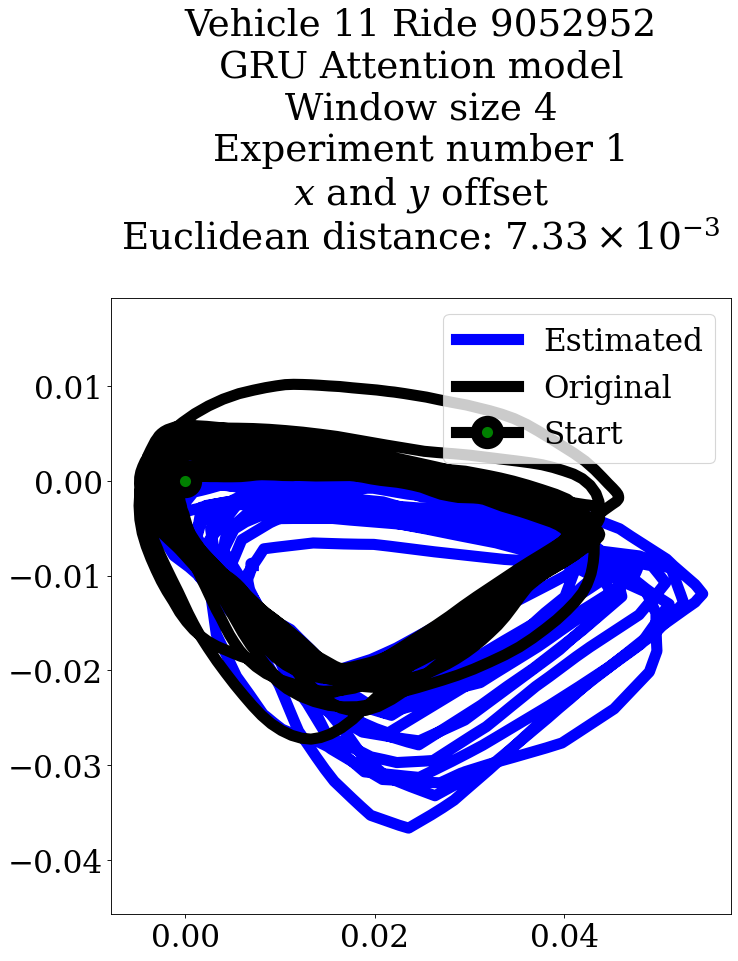 Vehicle 11 Ride 9052952
GRU Attention model
Window size 4
Experiment number 1
x and y offset
Euclidean distance: 7.33 × 10⁻³
Estimated
Original
Start
0.01
0.00
−0.01
−0.02
−0.03
−0.04
0.00 0.02 0.04